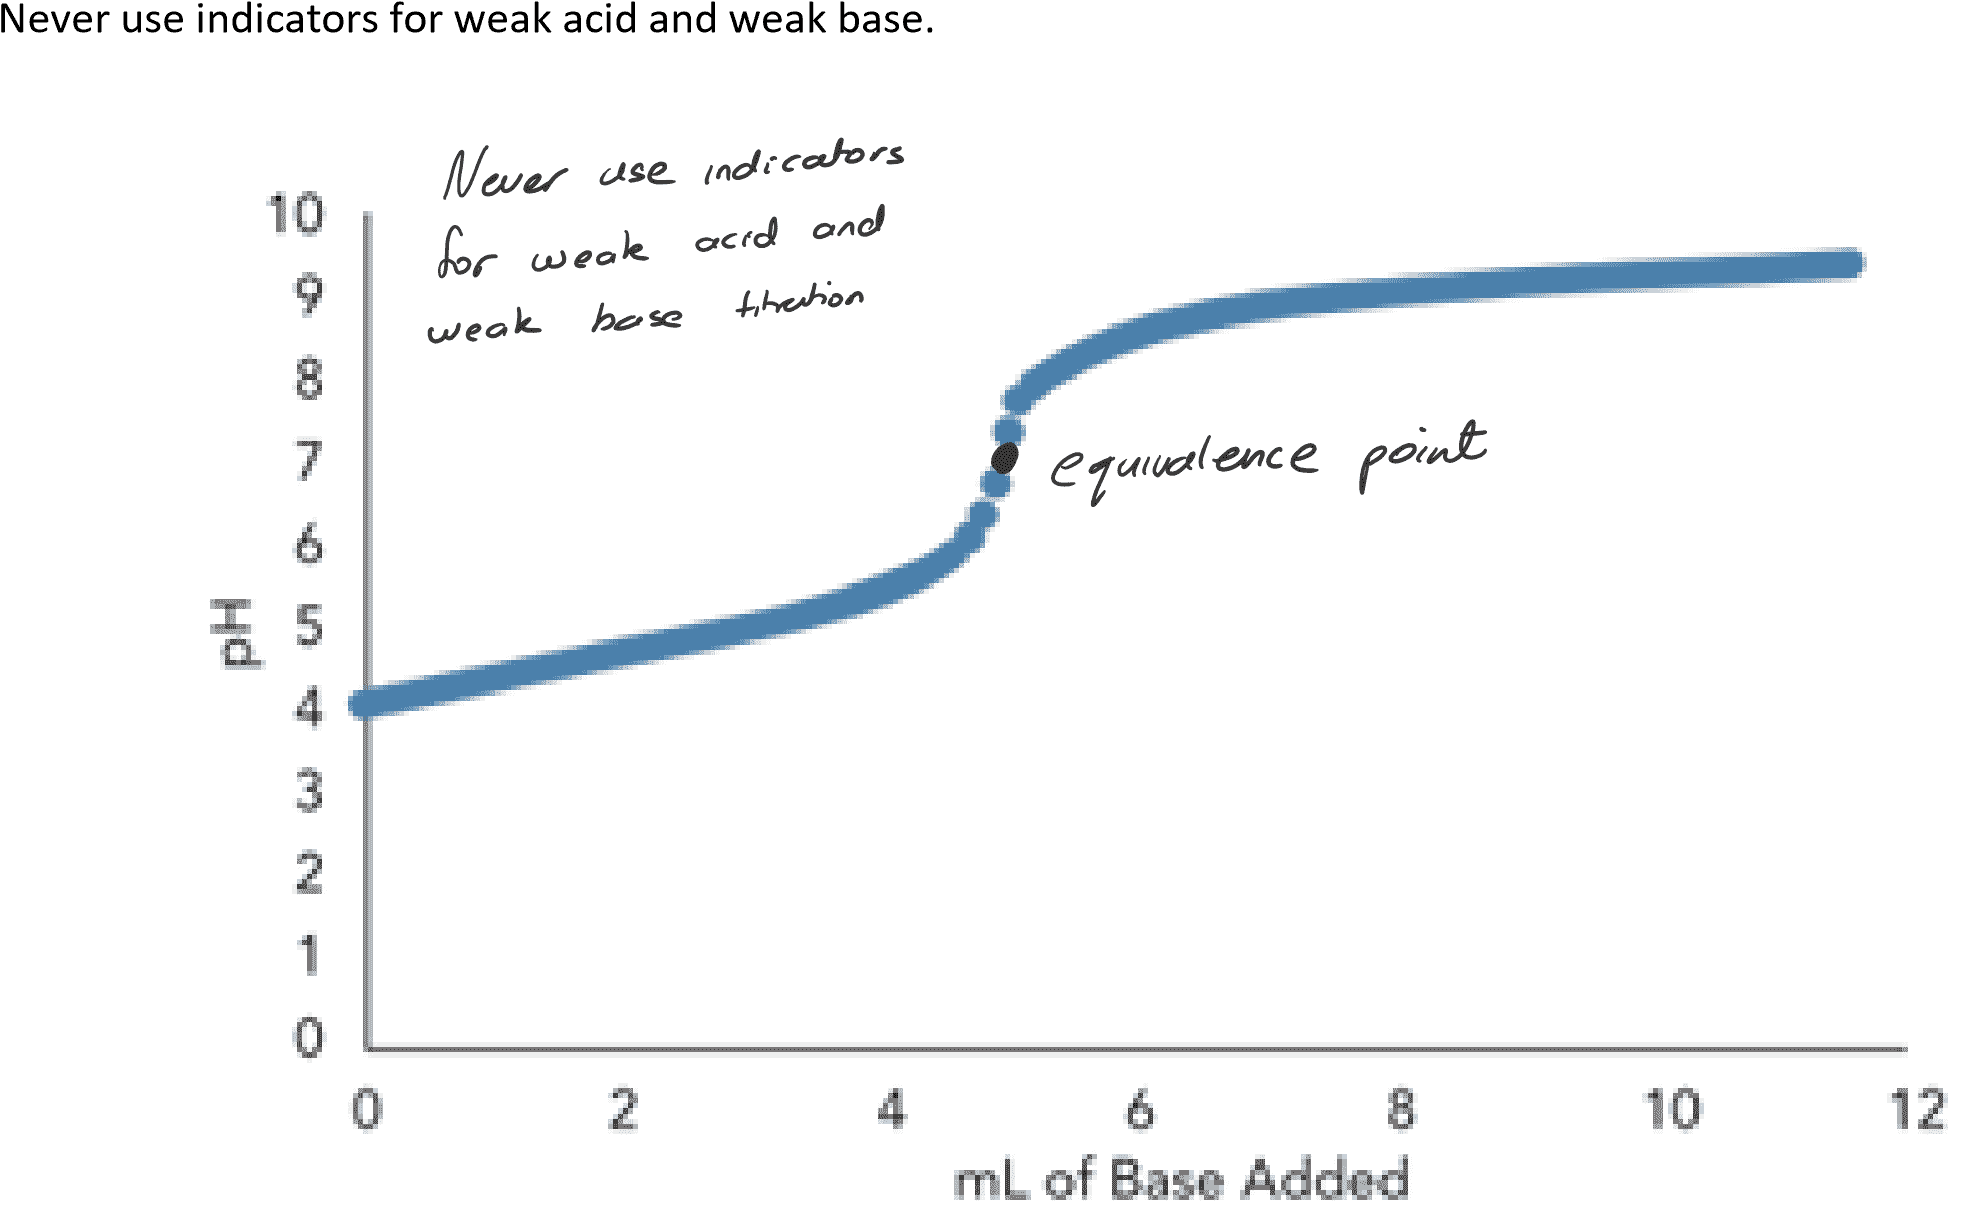 Never use indicators for weak acid and weak base.
Never use indicators
for weak acid and
weak base titration
10
9
8
7
equivalence point
6
5
pH
4
3
2
1
0
0 2 4 6 8 10 12
mL of Base Added